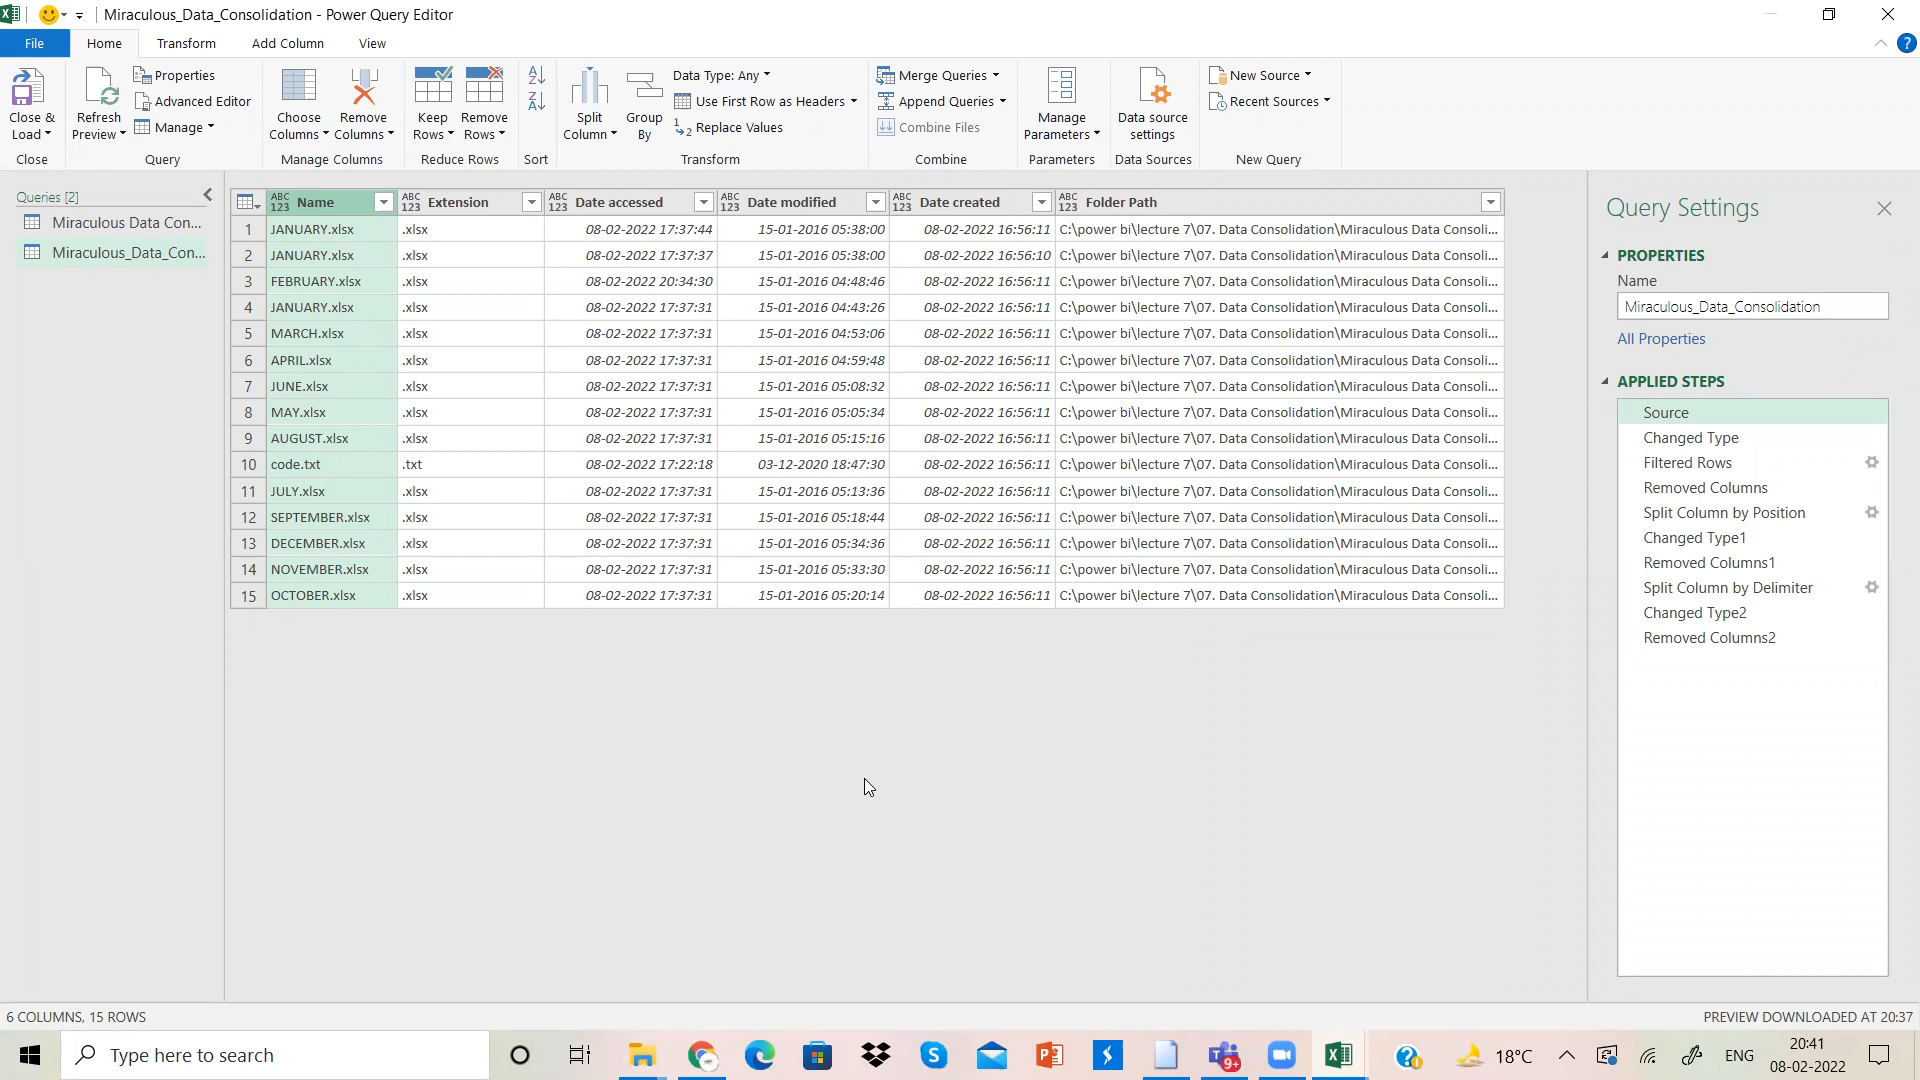 Miraculous_Data_Consolidation - Power Query Editor
File Home Transform Add Column View
Close & Load
Close
Refresh Preview
Properties
Advanced Editor
Manage
Query
Choose Columns
Remove Columns
Manage Columns
Keep Rows
Remove Rows
Reduce Rows
Sort
Split Column
Group By
Data Type: Any
Use First Row as Headers
Replace Values
Transform
Merge Queries
Append Queries
Combine Files
Combine
Manage Parameters
Parameters
Data source settings
Data Sources
New Source
Recent Sources
New Query
Queries [2]
Miraculous Data Con...
Miraculous_Data_Con...
ABC 123 Name ABC 123 Extension ABC 123 Date accessed ABC 123 Date modified ABC 123 Date created ABC 123 Folder Path
1 JANUARY.xlsx .xlsx 08-02-2022 17:37:44 15-01-2016 05:38:00 08-02-2022 16:56:11 C:\power bi\lecture 7\07. Data Consolidation\Miraculous Data Consoli...
2 JANUARY.xlsx .xlsx 08-02-2022 17:37:37 15-01-2016 05:38:00 08-02-2022 16:56:10 C:\power bi\lecture 7\07. Data Consolidation\Miraculous Data Consoli...
3 FEBRUARY.xlsx .xlsx 08-02-2022 20:34:30 15-01-2016 04:48:46 08-02-2022 16:56:11 C:\power bi\lecture 7\07. Data Consolidation\Miraculous Data Consoli...
4 JANUARY.xlsx .xlsx 08-02-2022 17:37:31 15-01-2016 04:43:26 08-02-2022 16:56:11 C:\power bi\lecture 7\07. Data Consolidation\Miraculous Data Consoli...
5 MARCH.xlsx .xlsx 08-02-2022 17:37:31 15-01-2016 04:53:06 08-02-2022 16:56:11 C:\power bi\lecture 7\07. Data Consolidation\Miraculous Data Consoli...
6 APRIL.xlsx .xlsx 08-02-2022 17:37:31 15-01-2016 04:59:48 08-02-2022 16:56:11 C:\power bi\lecture 7\07. Data Consolidation\Miraculous Data Consoli...
7 JUNE.xlsx .xlsx 08-02-2022 17:37:31 15-01-2016 05:08:32 08-02-2022 16:56:11 C:\power bi\lecture 7\07. Data Consolidation\Miraculous Data Consoli...
8 MAY.xlsx .xlsx 08-02-2022 17:37:31 15-01-2016 05:05:34 08-02-2022 16:56:11 C:\power bi\lecture 7\07. Data Consolidation\Miraculous Data Consoli...
9 AUGUST.xlsx .xlsx 08-02-2022 17:37:31 15-01-2016 05:15:16 08-02-2022 16:56:11 C:\power bi\lecture 7\07. Data Consolidation\Miraculous Data Consoli...
10 code.txt .txt 08-02-2022 17:22:18 03-12-2020 18:47:30 08-02-2022 16:56:11 C:\power bi\lecture 7\07. Data Consolidation\Miraculous Data Consoli...
11 JULY.xlsx .xlsx 08-02-2022 17:37:31 15-01-2016 05:13:36 08-02-2022 16:56:11 C:\power bi\lecture 7\07. Data Consolidation\Miraculous Data Consoli...
12 SEPTEMBER.xlsx .xlsx 08-02-2022 17:37:31 15-01-2016 05:18:44 08-02-2022 16:56:11 C:\power bi\lecture 7\07. Data Consolidation\Miraculous Data Consoli...
13 DECEMBER.xlsx .xlsx 08-02-2022 17:37:31 15-01-2016 05:34:36 08-02-2022 16:56:11 C:\power bi\lecture 7\07. Data Consolidation\Miraculous Data Consoli...
14 NOVEMBER.xlsx .xlsx 08-02-2022 17:37:31 15-01-2016 05:33:30 08-02-2022 16:56:11 C:\power bi\lecture 7\07. Data Consolidation\Miraculous Data Consoli...
15 OCTOBER.xlsx .xlsx 08-02-2022 17:37:31 15-01-2016 05:20:14 08-02-2022 16:56:11 C:\power bi\lecture 7\07. Data Consolidation\Miraculous Data Consoli...
Query Settings
PROPERTIES
Name
Miraculous_Data_Consolidation
All Properties
APPLIED STEPS
Source
Changed Type
Filtered Rows
Removed Columns
Split Column by Position
Changed Type1
Removed Columns1
Split Column by Delimiter
Changed Type2
Removed Columns2
6 COLUMNS, 15 ROWS
PREVIEW DOWNLOADED AT 20:37
Type here to search
9+
18°C
ENG
20:41
08-02-2022